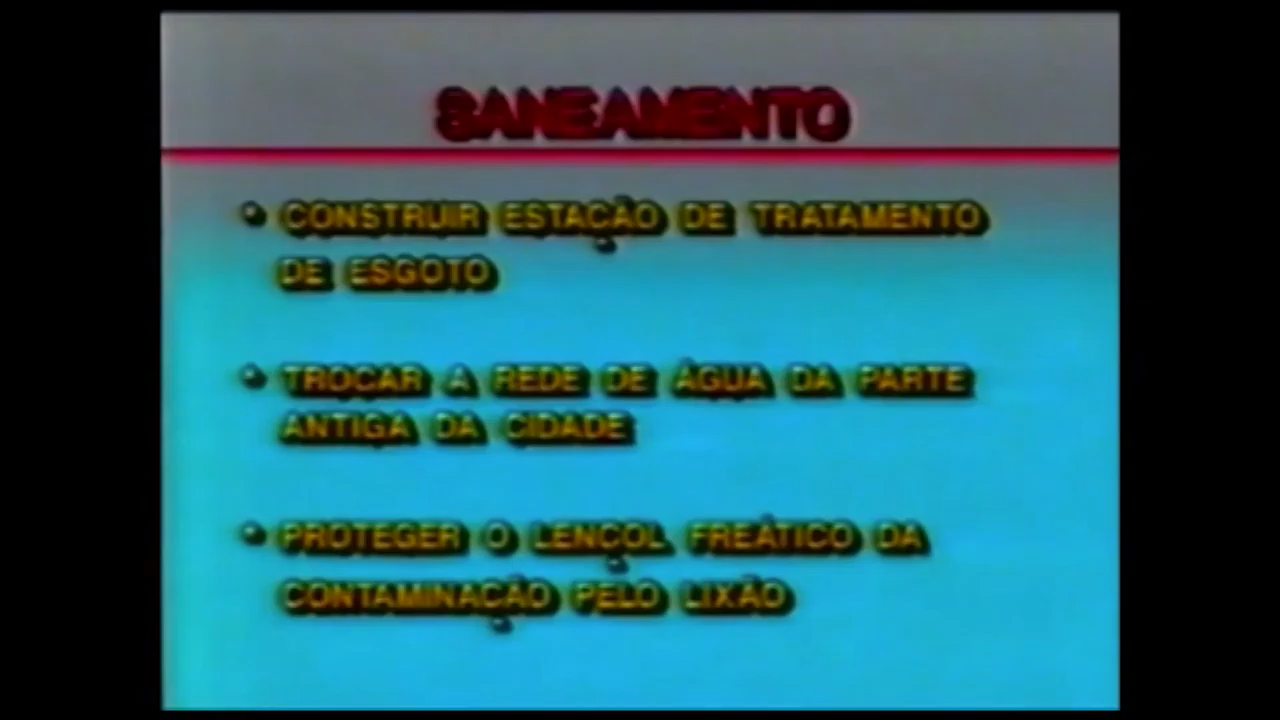 SANEAMENTO
• CONSTRUIR ESTAÇÃO DE TRATAMENTO
DE ESGOTO
• TROCAR A REDE DE ÁGUA DA PARTE
ANTIGA DA CIDADE
• PROTEGER O LENÇOL FREÁTICO DA
CONTAMINAÇÃO PELO LIXÃO